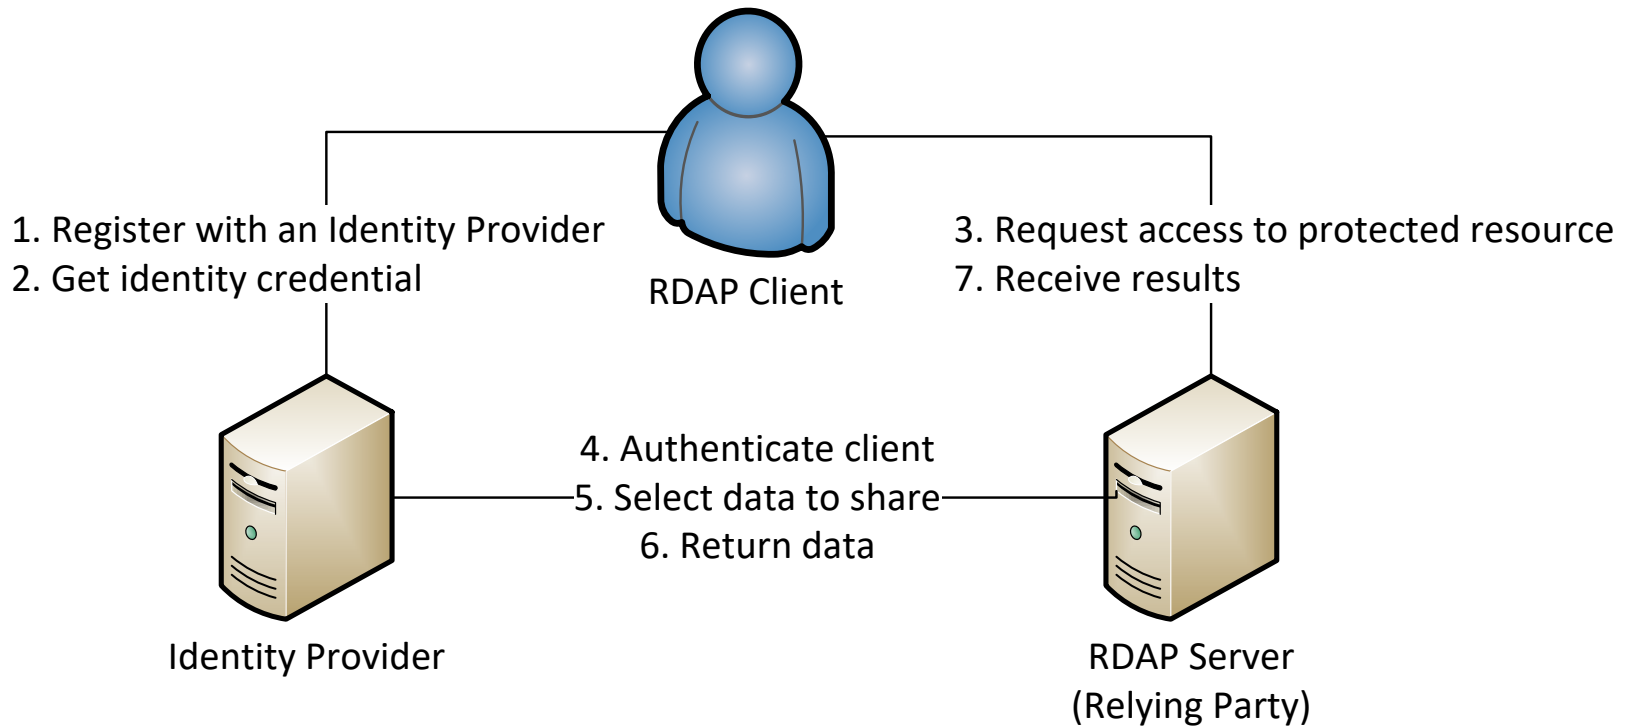 1. Register with an Identity Provider
2. Get identity credential
RDAP Client
3. Request access to protected resource
7. Receive results
4. Authenticate client
5. Select data to share
6. Return data
Identity Provider
RDAP Server
(Relying Party)